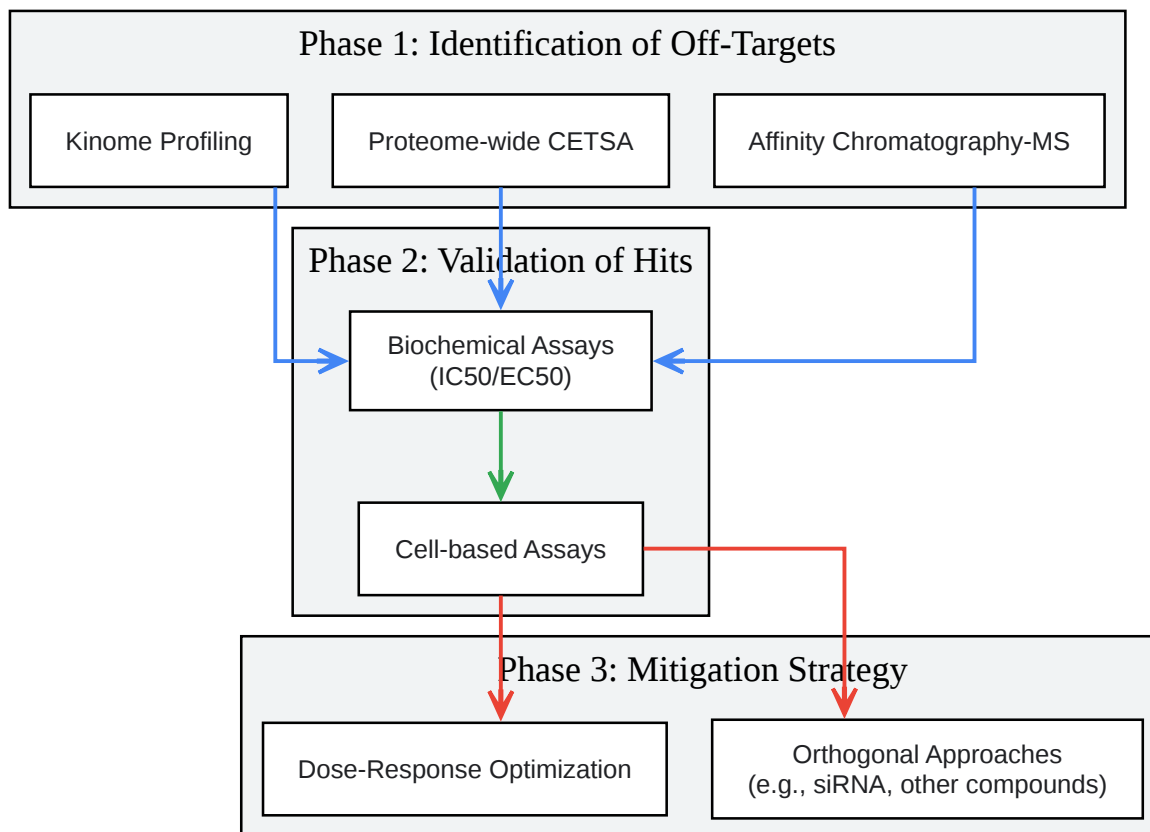 Phase 1: Identification of Off-Targets
Kinome Profiling
Proteome-wide CETSA
Affinity Chromatography-MS
Phase 2: Validation of Hits
Biochemical Assays
(IC50/EC50)
Cell-based Assays
Phase 3: Mitigation Strategy
Dose-Response Optimization
Orthogonal Approaches
(e.g., siRNA, other compounds)